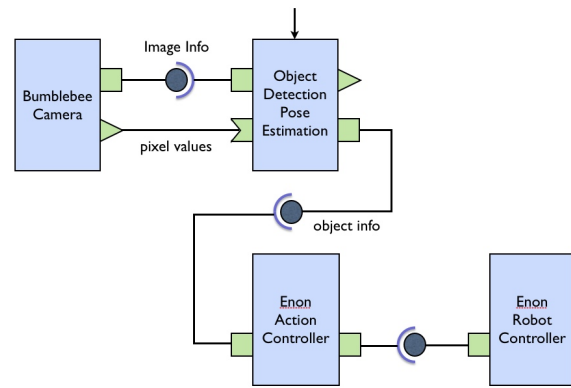 Image Info
Bumblebee
Camera
Object
Detection
Pose
Estimation
pixel values
object info
Enon
Action
Controller
Enon
Robot
Controller